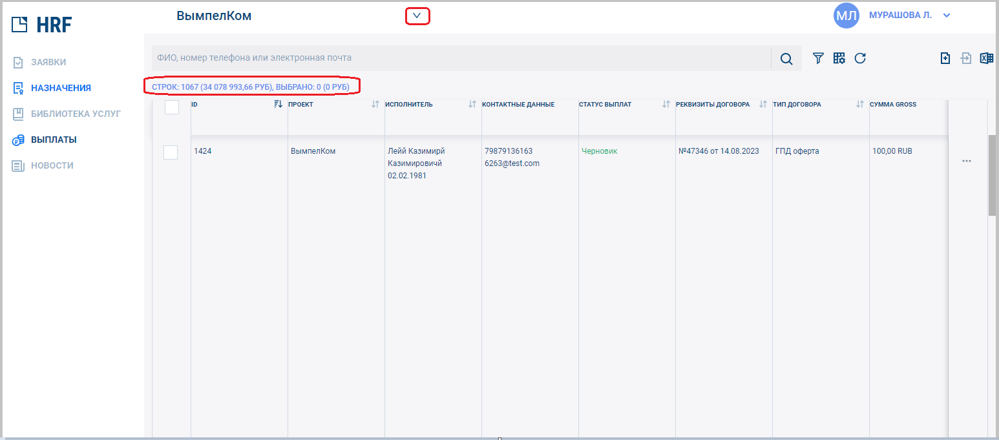 HRF
ВымпелКом
МЛ
МУРАШОВА Л.
ЗАЯВКИ
НАЗНАЧЕНИЯ
БИБЛИОТЕКА УСЛУГ
ВЫПЛАТЫ
НОВОСТИ
ФИО, номер телефона или электронная почта
СТРОК: 1067 (34 078 993,66 РУБ), ВЫБРАНО: 0 (0 РУБ)
ID ПРОЕКТ ИСПОЛНИТЕЛЬ КОНТАКТНЫЕ ДАННЫЕ СТАТУС ВЫПЛАТ РЕКВИЗИТЫ ДОГОВОРА ТИП ДОГОВОРА СУММА GROSS
1424 ВымпелКом Лейй Казимирй 79879136163 Черновик №47346 от 14.08.2023 ГПД оферта 100,00 RUB
Казимировичй 6263@test.com
02.02.1981